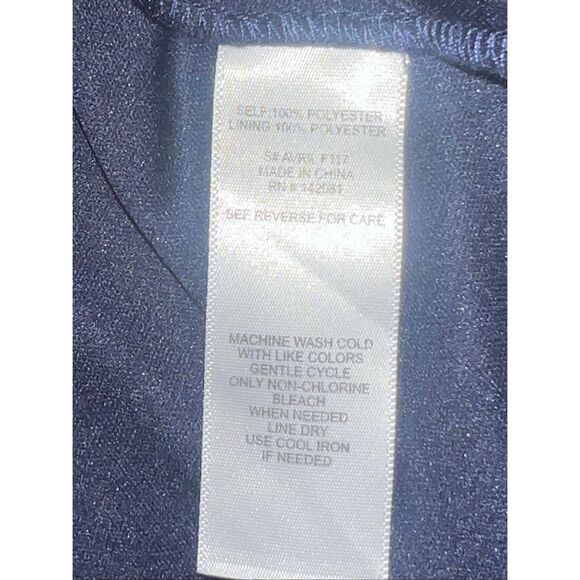 SELF:100% POLYESTER
LINING:100% POLYESTER
S# AVRIL F117
MADE IN CHINA
RN # 142081
SEE REVERSE FOR CARE
MACHINE WASH COLD
WITH LIKE COLORS
GENTLE CYCLE
ONLY NON-CHLORINE
BLEACH
WHEN NEEDED
LINE DRY
USE COOL IRON
IF NEEDED